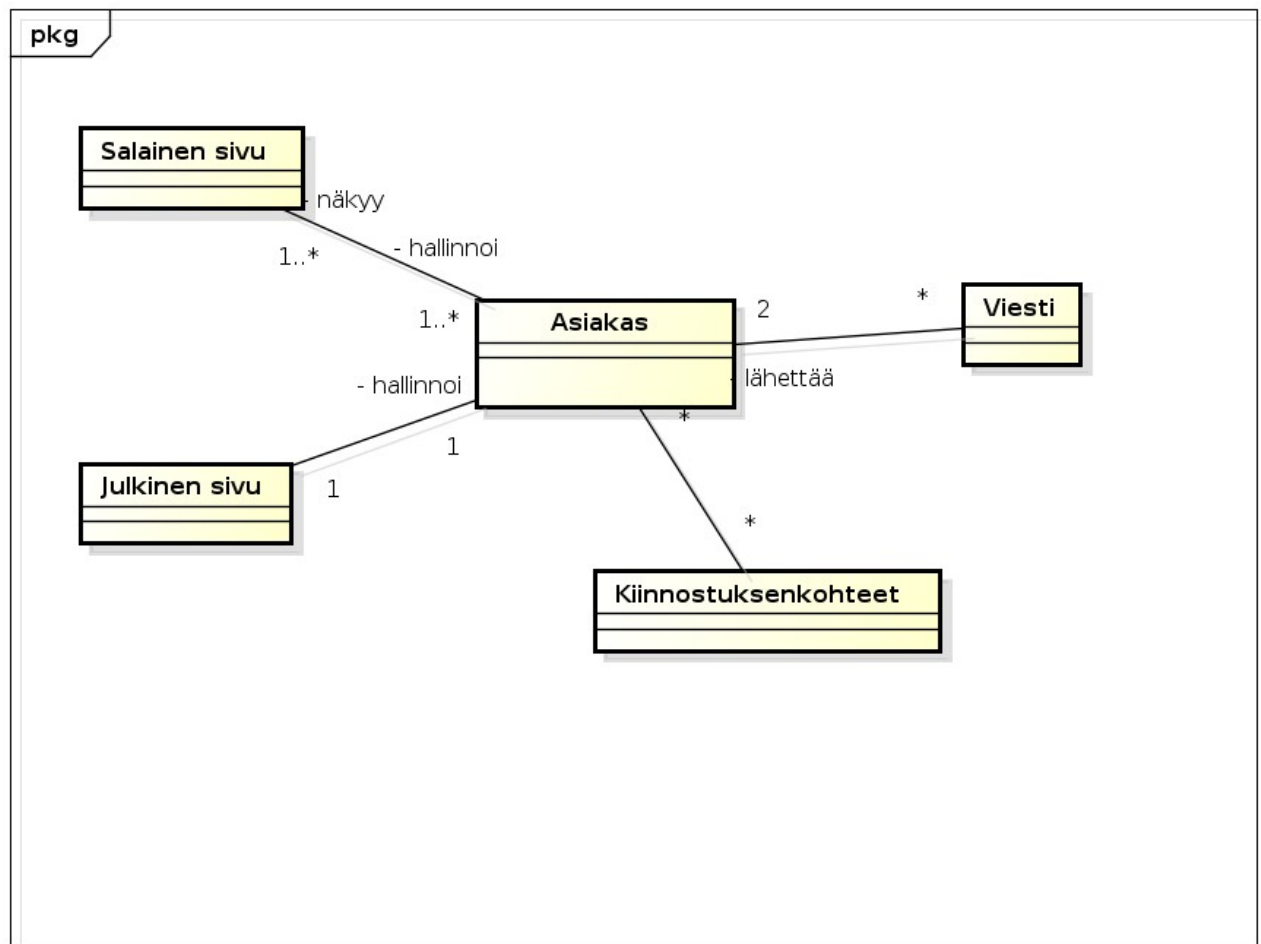 pkg
Salainen sivu
- näkyy
1..*
- hallinnoi
1..*
Asiakas
2
*
Viesti
- lähettää
- hallinnoi
1
1
Julkinen sivu
*
*
Kiinnostuksenkohteet